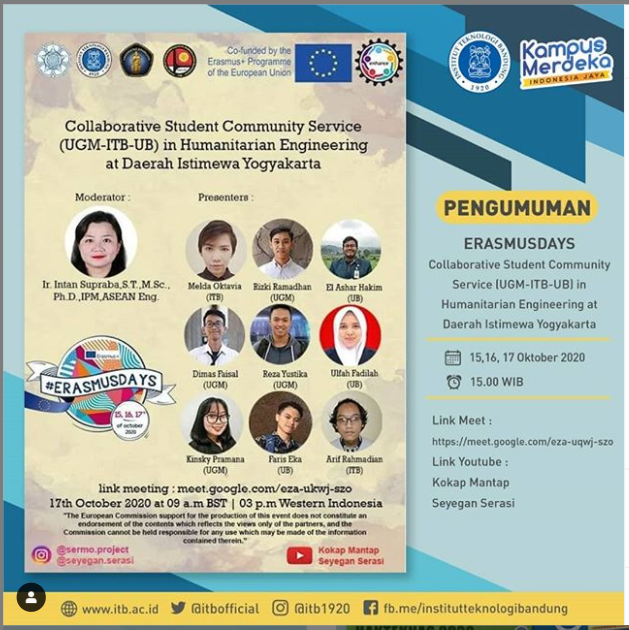 Co-funded by the
Erasmus+ Programme
of the European Union
enhance
INSTITUT TEKNOLOGI BANDUNG
1920
Kampus
Merdeka
INDONESIA JAYA
Collaborative Student Community Service
(UGM-ITB-UB) in Humanitarian Engineering
at Daerah Istimewa Yogyakarta
Moderator :
Ir. Intan Supraba,S.T.,M.Sc.,
Ph.D.,IPM,ASEAN Eng.
Presenters :
Melda Oktavia
(ITB)
Rizki Ramadhan
(UGM)
El Ashar Hakim
(UB)
Dimas Faisal
(UGM)
Reza Yustika
(UGM)
Ulfah Fadilah
(UB)
Kinsky Pramana
(UGM)
Faris Eka
(UB)
Arif Rahmadian
(ITB)
Erasmus+
#ERASMUSDAYS
15, 16, 17th
of october
2020
link meeting : meet.google.com/eza-ukwj-szo
17th October 2020 at 09 a.m BST | 03 p.m Western Indonesia
"The European Commission support for the production of this event does not constitute an
endorsement of the contents which reflects the views only of the partners, and the
Commission cannot be held responsible for any use which may be made of the information
contained therein."
@sermo.project
@seyegan.serasi
Kokap Mantap
Seyegan Serasi
PENGUMUMAN
ERASMUSDAYS
Collaborative Student Community
Service (UGM-ITB-UB) in
Humanitarian Engineering at
Daerah Istimewa Yogyakarta
15,16, 17 Oktober 2020
15.00 WIB
Link Meet :
https://meet.google.com/eza-uqwj-szo
Link Youtube :
Kokap Mantap
Seyegan Serasi
www.itb.ac.id
@itbofficial
@itb1920
fb.me/institutteknologibandung